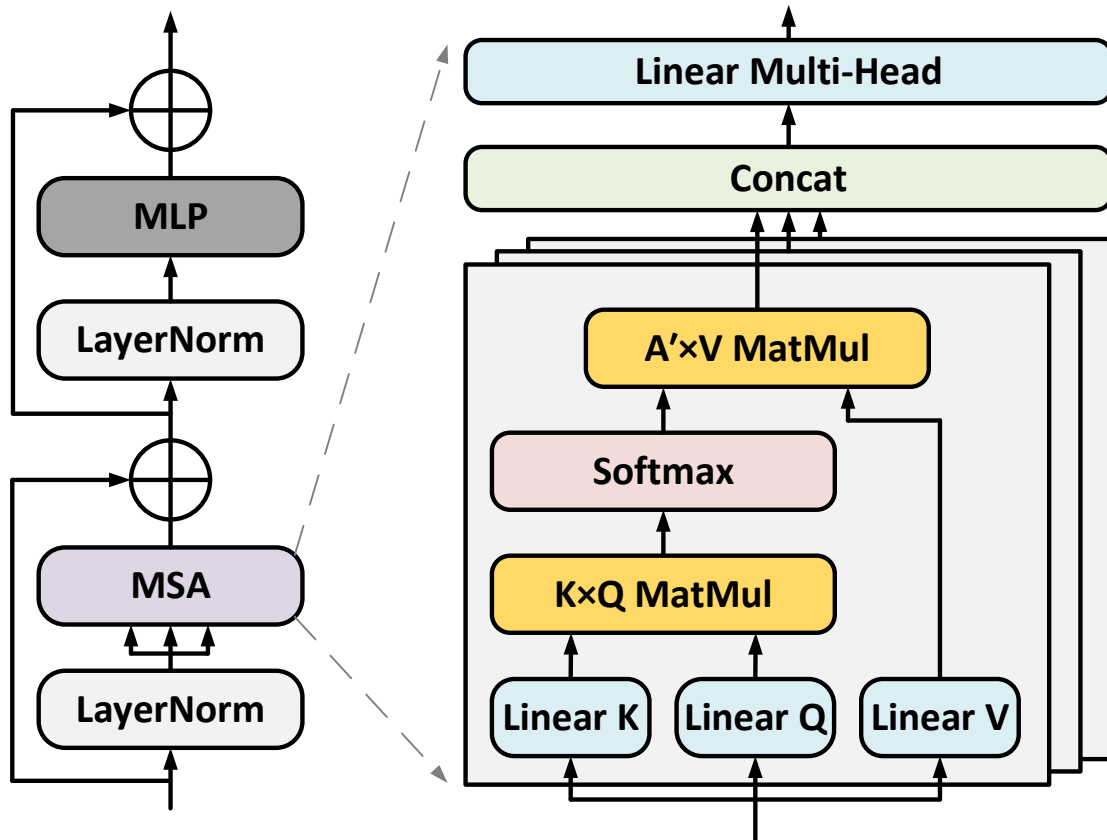 MLP
LayerNorm
MSA
LayerNorm
Linear Multi-Head
Concat
A′×V MatMul
Softmax
K×Q MatMul
Linear K
Linear Q
Linear V